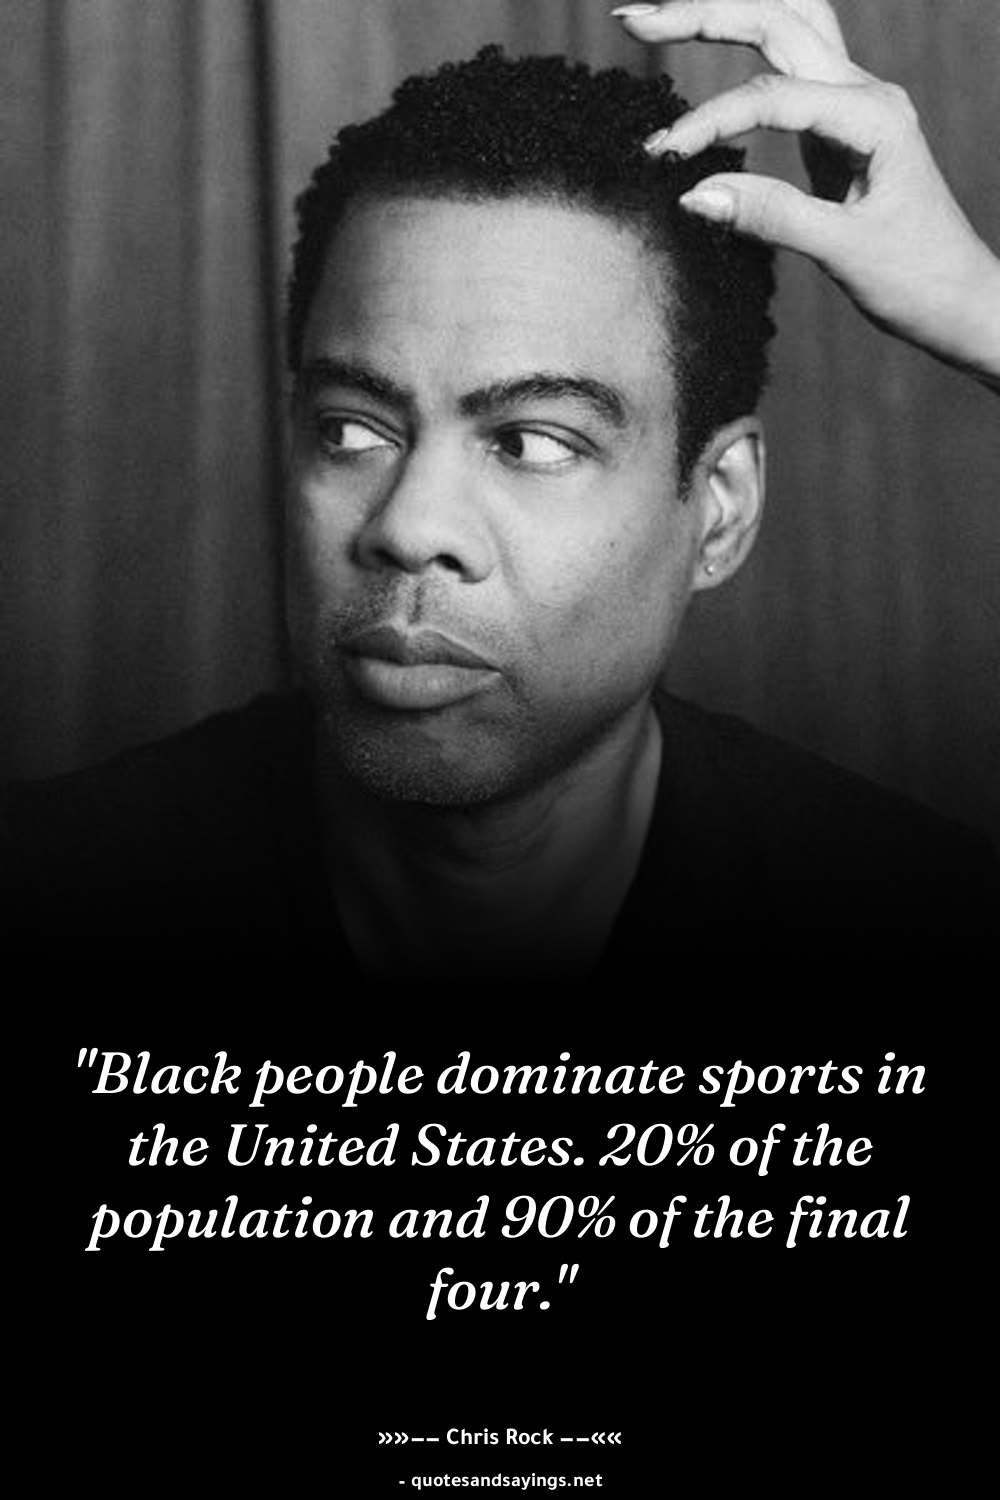 "Black people dominate sports in
the United States. 20% of the
population and 90% of the final
four."
»»−− Chris Rock −−««
- quotesandsayings.net